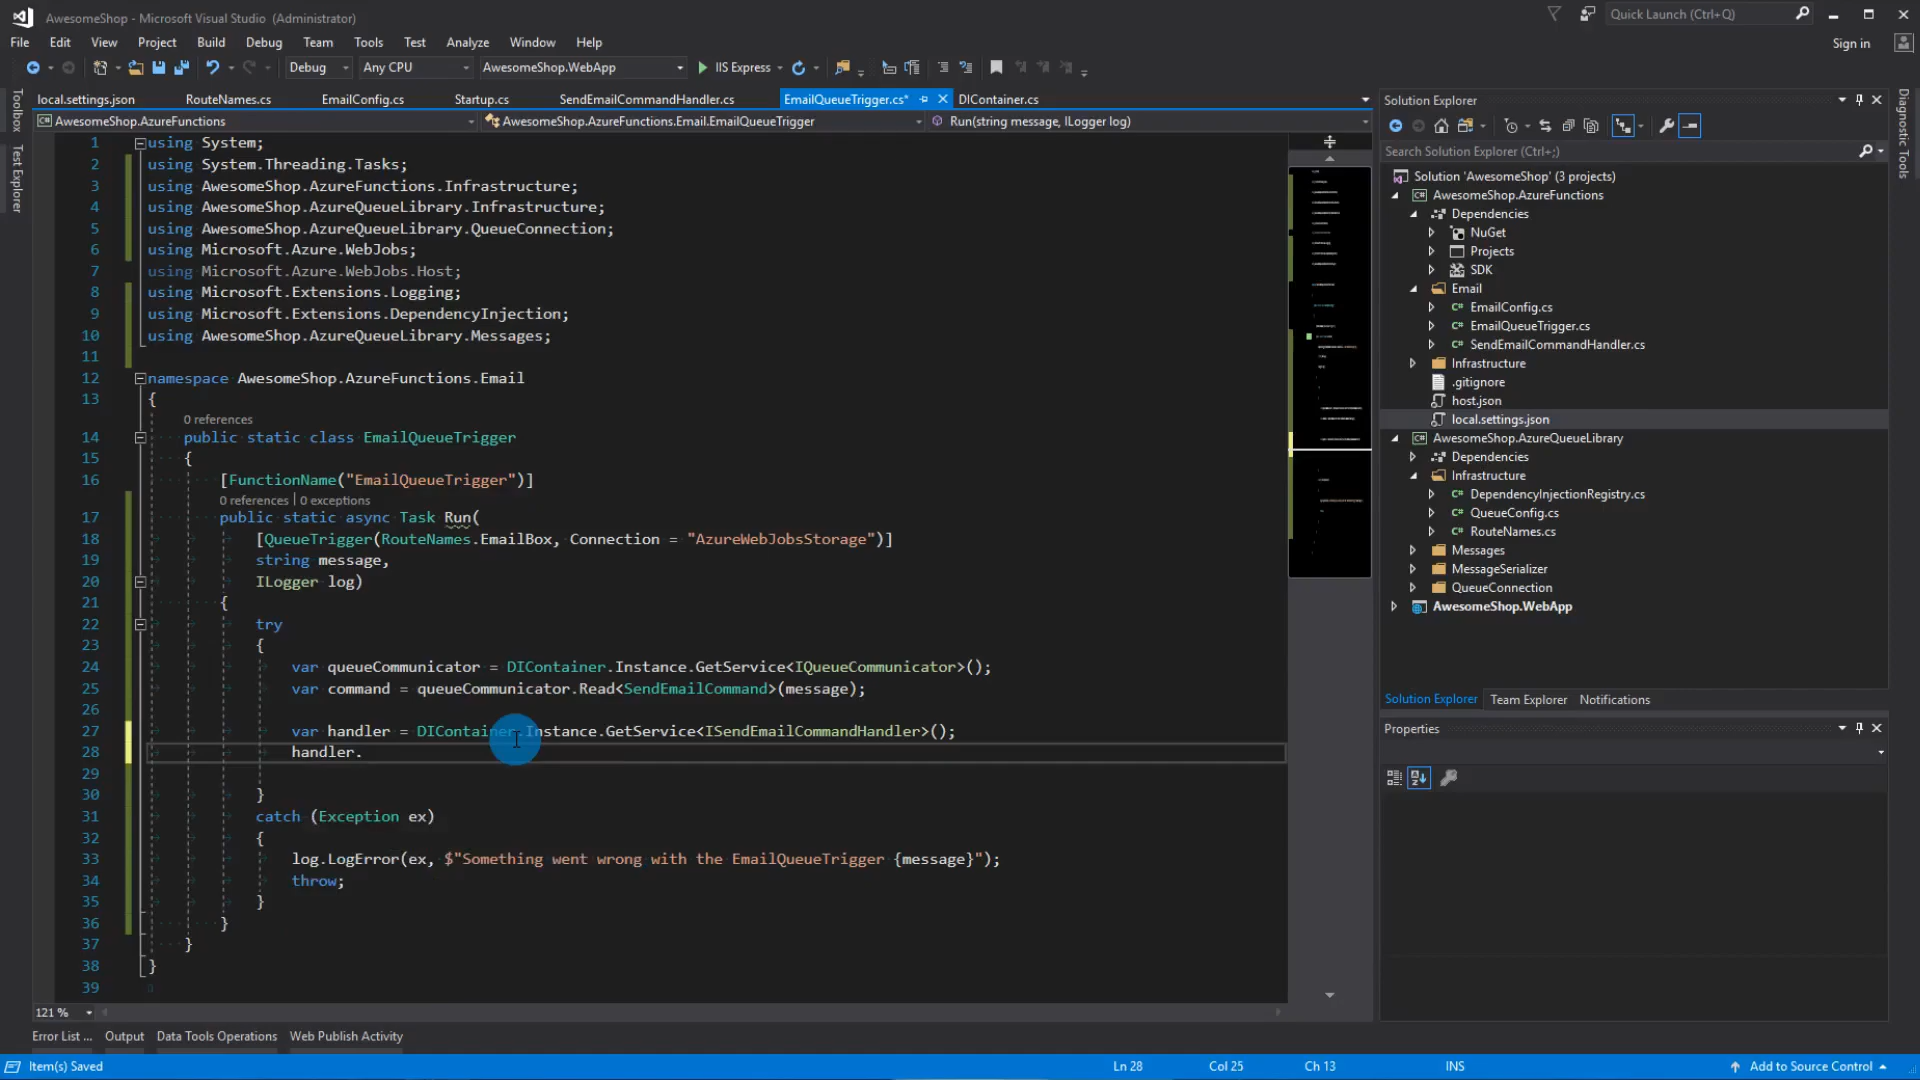 AwesomeShop - Microsoft Visual Studio (Administrator)
Quick Launch (Ctrl+Q)
File Edit View Project Build Debug Team Tools Test Analyze Window Help
Sign in
Debug Any CPU AwesomeShop.WebApp IIS Express
Toolbox
Test Explorer
Diagnostic Tools
local.settings.json RouteNames.cs EmailConfig.cs Startup.cs SendEmailCommandHandler.cs EmailQueueTrigger.cs* DIContainer.cs
AwesomeShop.AzureFunctions AwesomeShop.AzureFunctions.Email.EmailQueueTrigger Run(string message, ILogger log)
1 using System;
2 using System.Threading.Tasks;
3 using AwesomeShop.AzureFunctions.Infrastructure;
4 using AwesomeShop.AzureQueueLibrary.Infrastructure;
5 using AwesomeShop.AzureQueueLibrary.QueueConnection;
6 using Microsoft.Azure.WebJobs;
7 using Microsoft.Azure.WebJobs.Host;
8 using Microsoft.Extensions.Logging;
9 using Microsoft.Extensions.DependencyInjection;
10 using AwesomeShop.AzureQueueLibrary.Messages;
11
12 namespace AwesomeShop.AzureFunctions.Email
13 {
0 references
14 public static class EmailQueueTrigger
15 {
16 [FunctionName("EmailQueueTrigger")]
0 references | 0 exceptions
17 public static async Task Run(
18 [QueueTrigger(RouteNames.EmailBox, Connection = "AzureWebJobsStorage")]
19 string message,
20 ILogger log)
21 {
22 try
23 {
24 var queueCommunicator = DIContainer.Instance.GetService<IQueueCommunicator>();
25 var command = queueCommunicator.Read<SendEmailCommand>(message);
26
27 var handler = DIContainer.Instance.GetService<ISendEmailCommandHandler>();
28 handler.
29
30 }
31 catch (Exception ex)
32 {
33 log.LogError(ex, $"Something went wrong with the EmailQueueTrigger {message}");
34 throw;
35 }
36 }
37 }
38 }
39
121 %
Solution Explorer
Search Solution Explorer (Ctrl+;)
Solution 'AwesomeShop' (3 projects)
AwesomeShop.AzureFunctions
Dependencies
NuGet
Projects
SDK
Email
EmailConfig.cs
EmailQueueTrigger.cs
SendEmailCommandHandler.cs
Infrastructure
.gitignore
host.json
local.settings.json
AwesomeShop.AzureQueueLibrary
Dependencies
Infrastructure
DependencyInjectionRegistry.cs
QueueConfig.cs
RouteNames.cs
Messages
MessageSerializer
QueueConnection
AwesomeShop.WebApp
Solution Explorer Team Explorer Notifications
Properties
Error List ... Output Data Tools Operations Web Publish Activity
Item(s) Saved Ln 28 Col 25 Ch 13 INS Add to Source Control